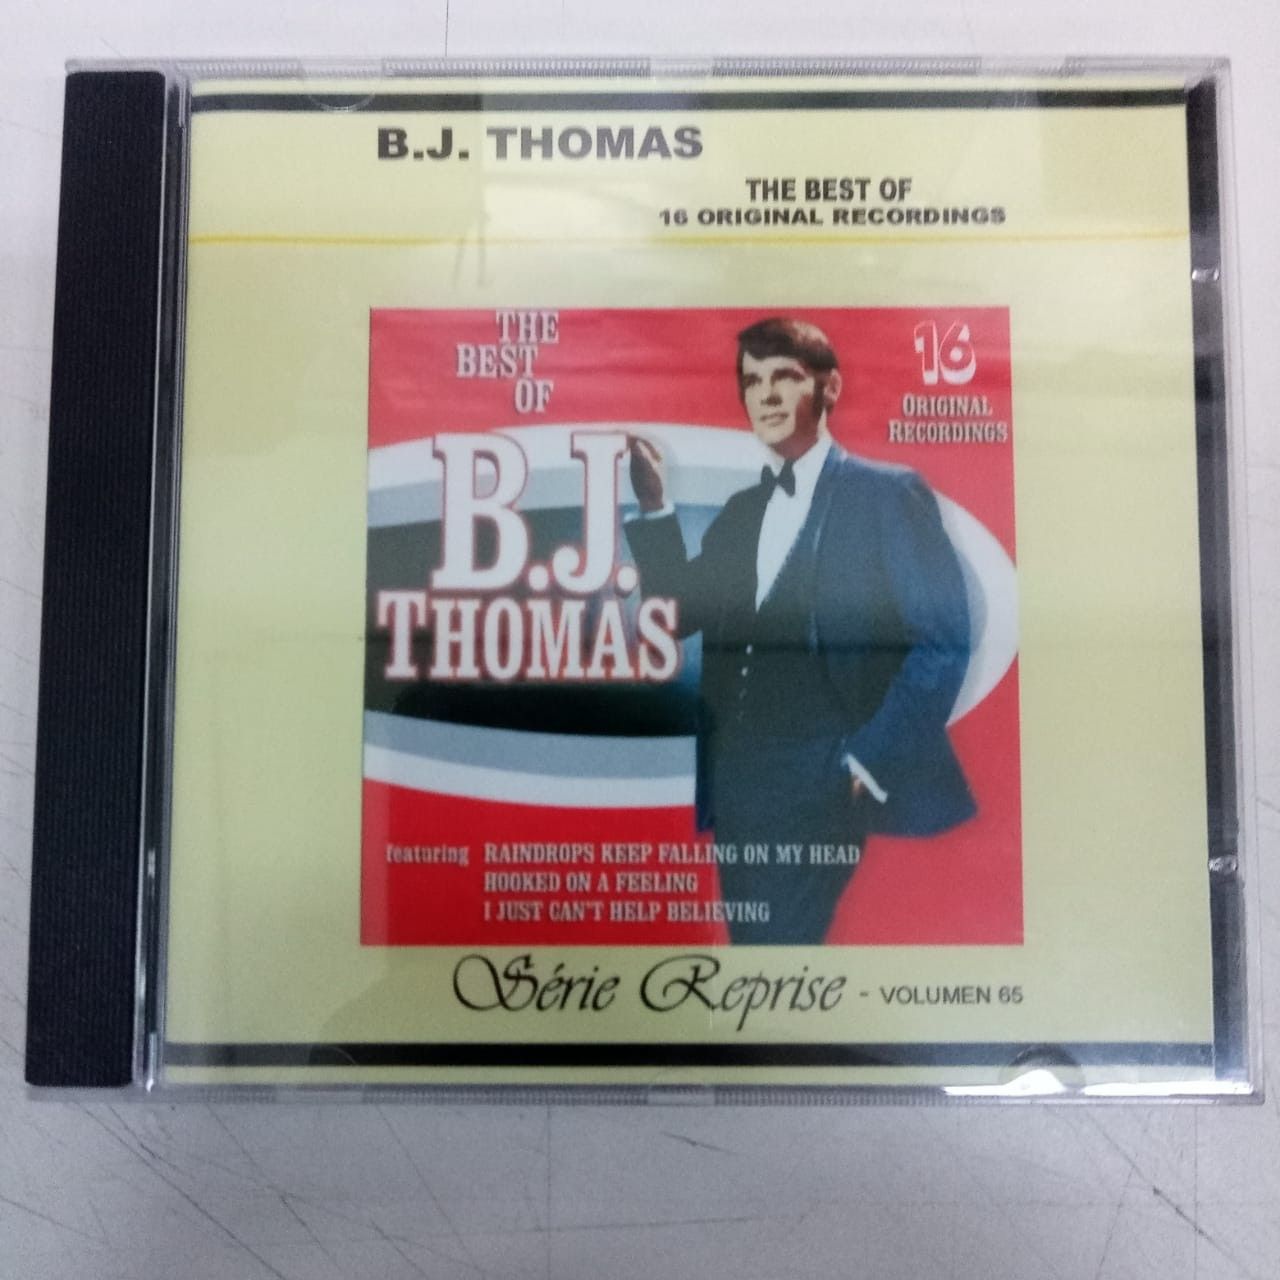 B.J. THOMAS
THE BEST OF
16 ORIGINAL RECORDINGS
THE
BEST
OF
16
ORIGINAL
RECORDINGS
B.J.
THOMAS
featuring RAINDROPS KEEP FALLING ON MY HEAD
HOOKED ON A FEELING
I JUST CAN'T HELP BELIEVING
Série Reprise - VOLUMEN 65